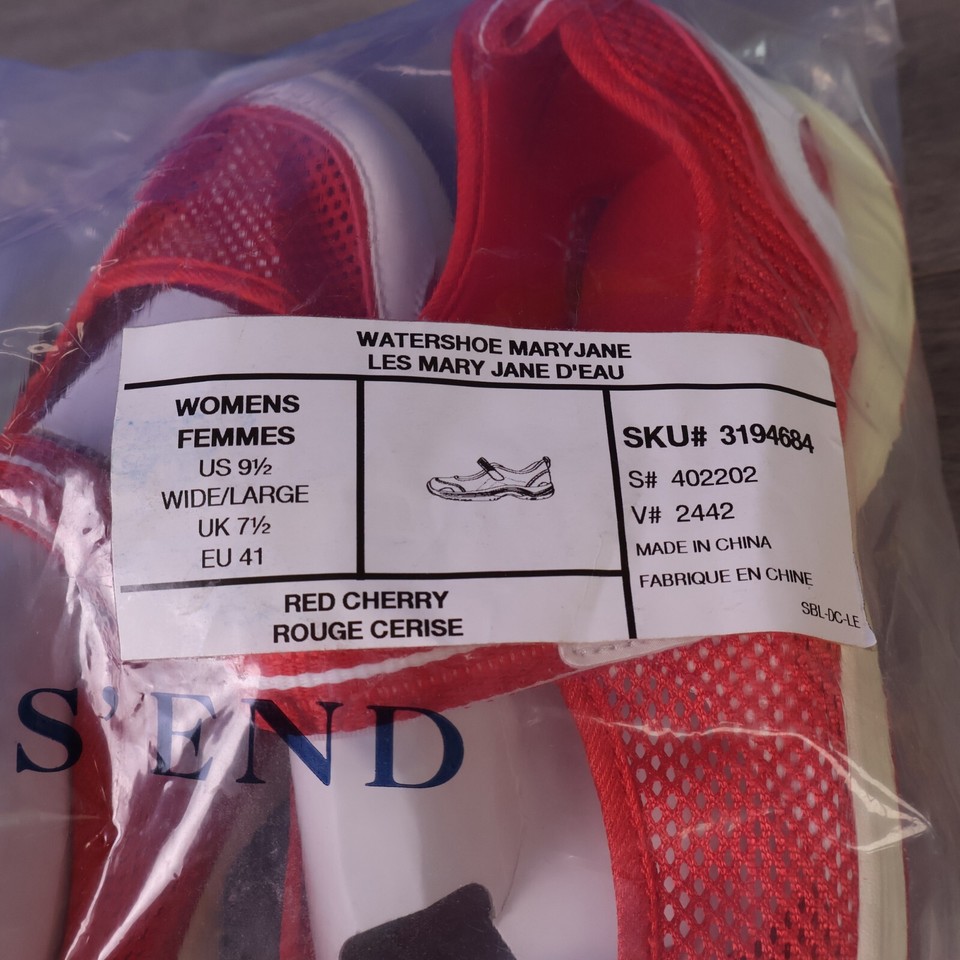 WATERSHOE MARYJANE
LES MARY JANE D'EAU
WOMENS
FEMMES
US 9½
WIDE/LARGE
UK 7½
EU 41
SKU# 3194684
S# 402202
V# 2442
MADE IN CHINA
FABRIQUE EN CHINE
SBL-DC-LE
RED CHERRY
ROUGE CERISE
S' END